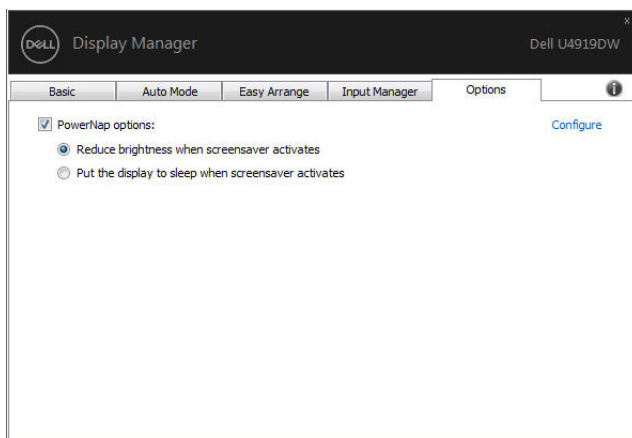 x
DELL Display Manager Dell U4919DW
Basic Auto Mode Easy Arrange Input Manager Options i
PowerNap options: Configure
Reduce brightness when screensaver activates
Put the display to sleep when screensaver activates